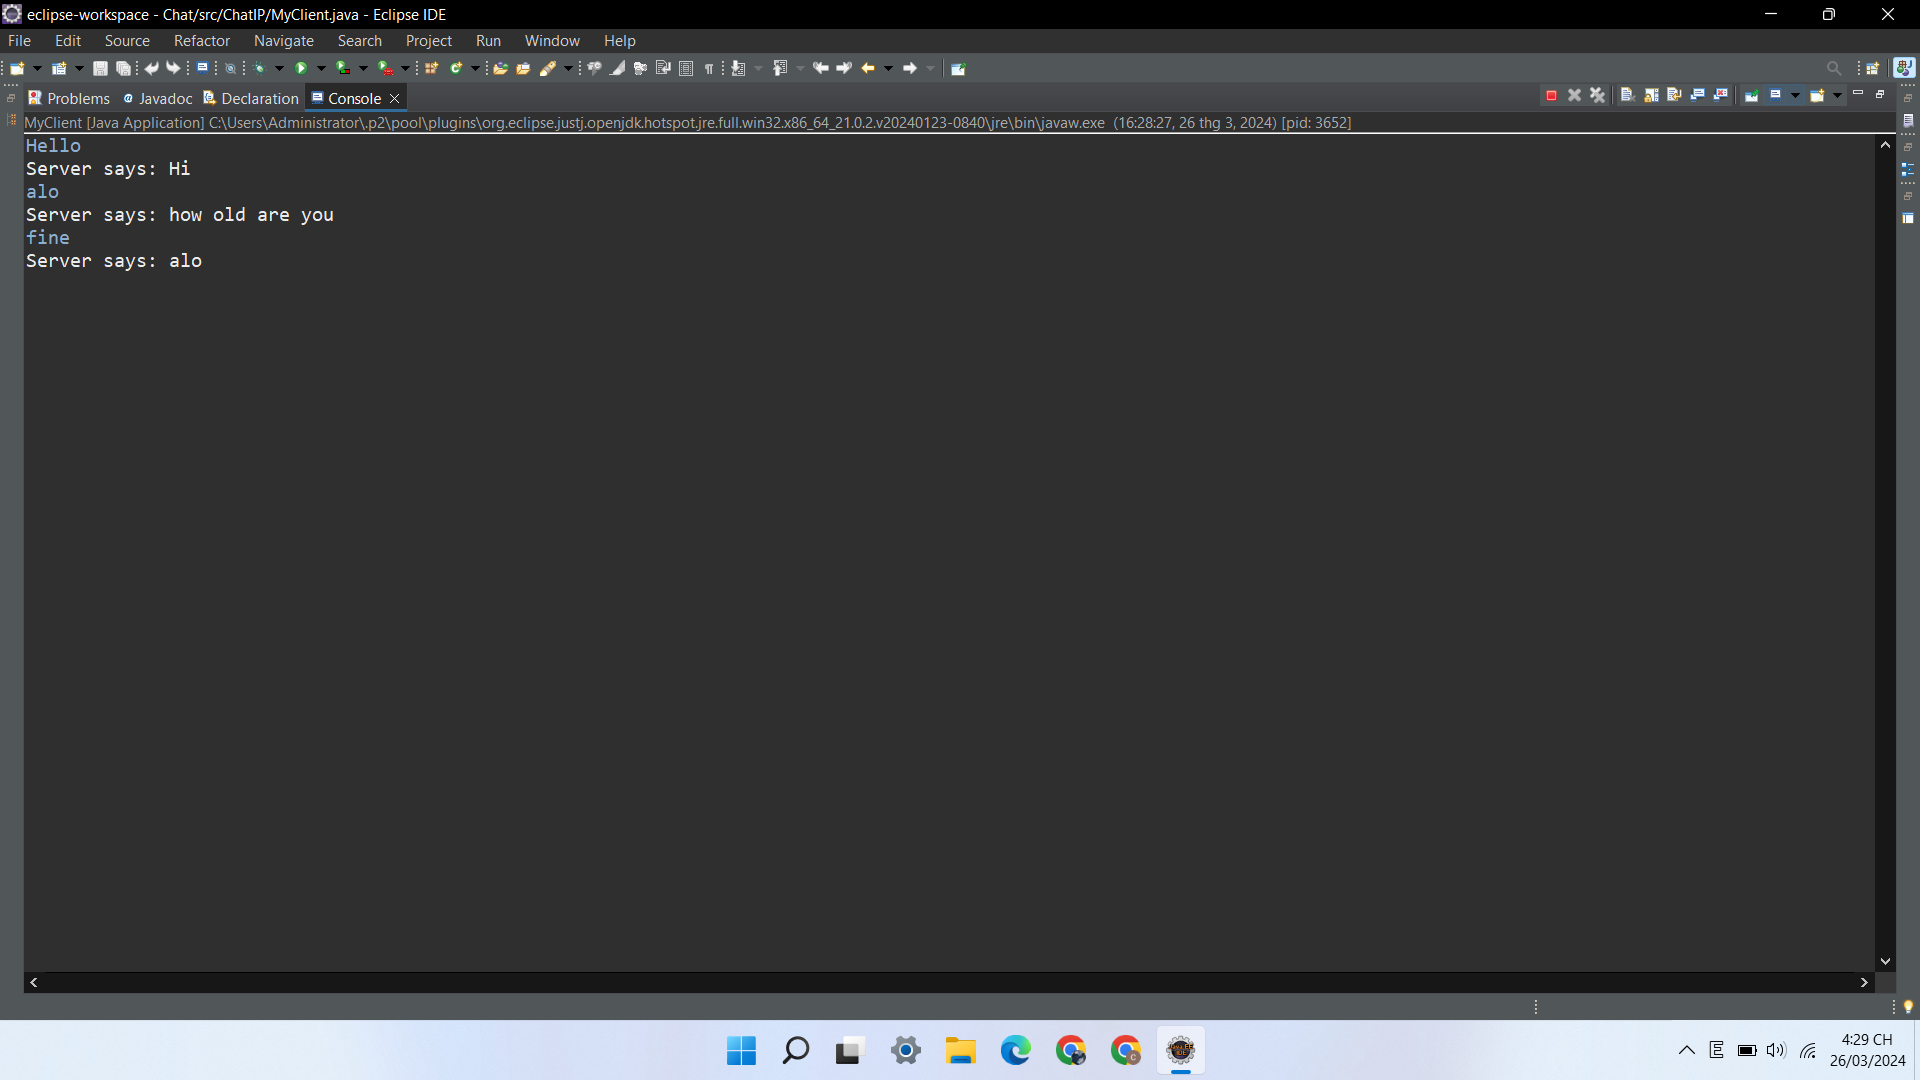 eclipse-workspace - Chat/src/ChatIP/MyClient.java - Eclipse IDE
File Edit Source Refactor Navigate Search Project Run Window Help
Problems Javadoc Declaration Console
MyClient [Java Application] C:\Users\Administrator\.p2\pool\plugins\org.eclipse.justj.openjdk.hotspot.jre.full.win32.x86_64_21.0.2.v20240123-0840\jre\bin\javaw.exe (16:28:27, 26 thg 3, 2024) [pid: 3652]
Hello
Server says: Hi
alo
Server says: how old are you
fine
Server says: alo
E 4:29 CH
26/03/2024